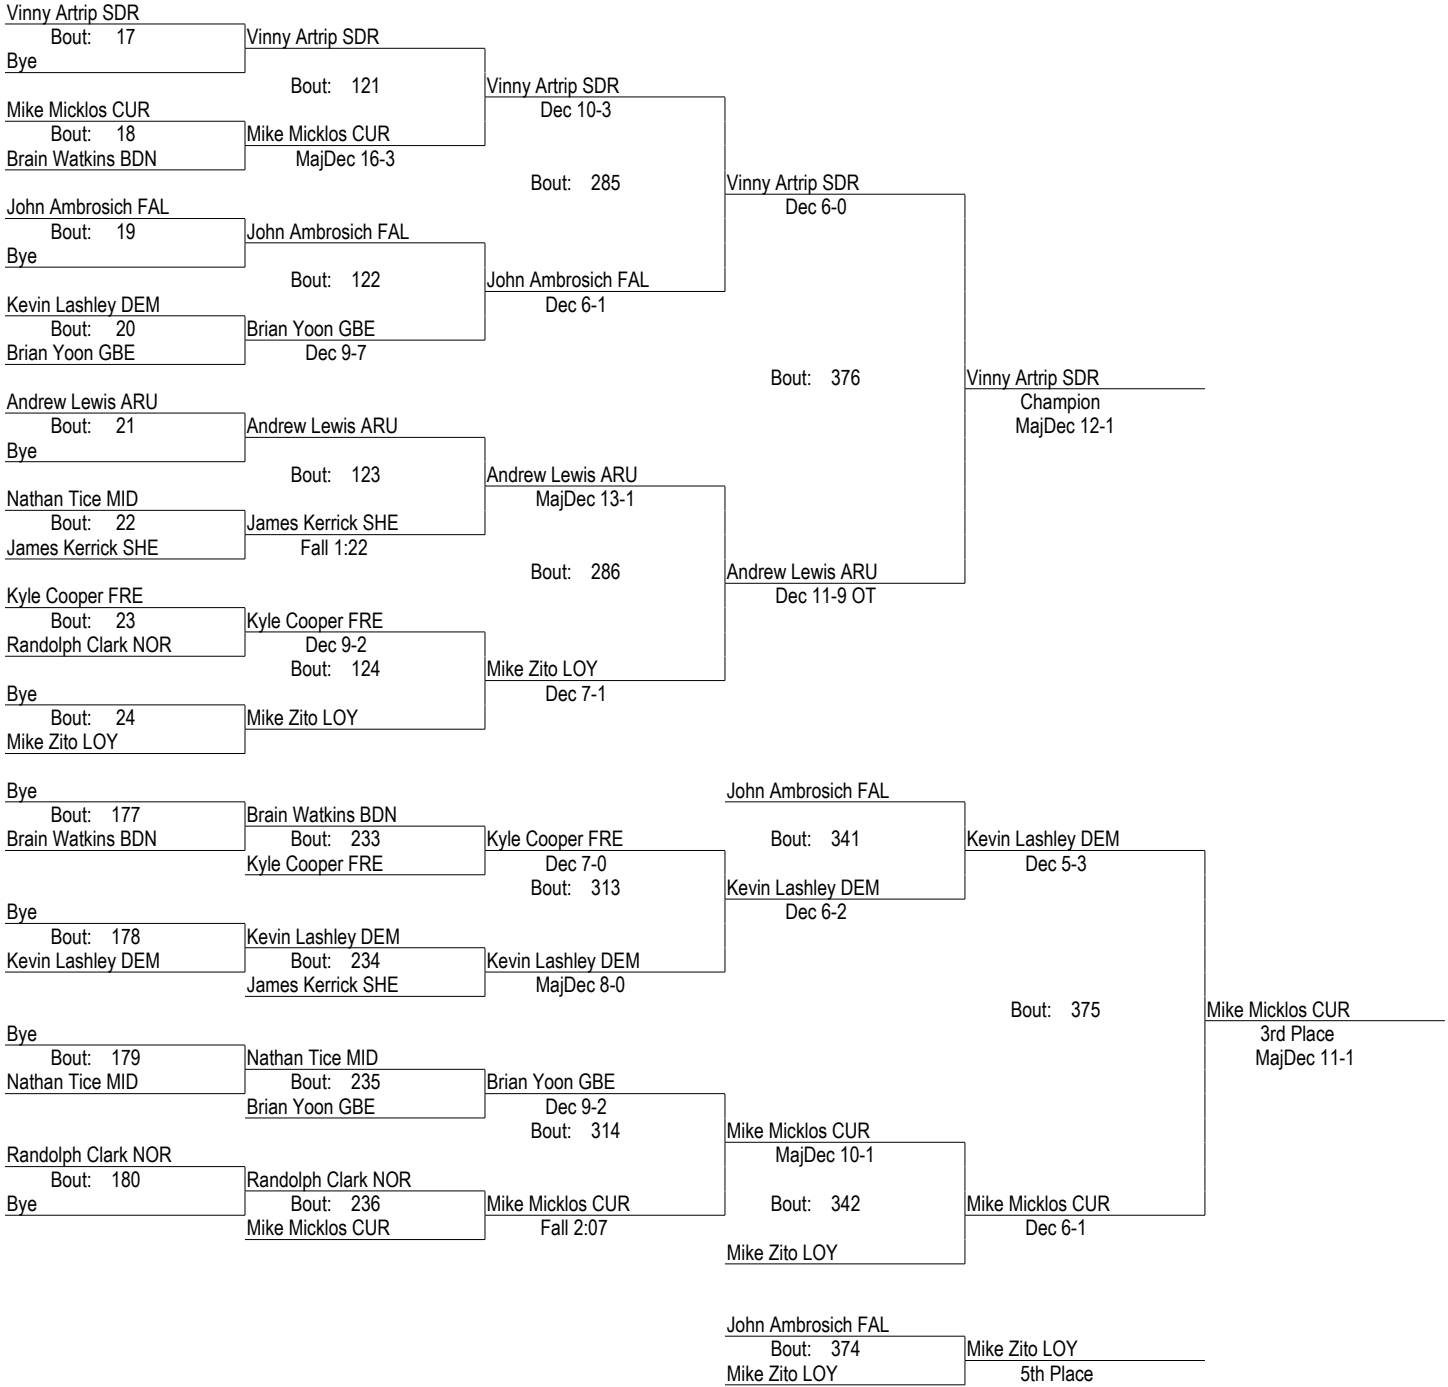 Vinny Artrip SDR
Bout: 17
Vinny Artrip SDR
Bye
Bout: 121
Vinny Artrip SDR
Mike Micklos CUR
Dec 10-3
Bout: 18
Mike Micklos CUR
Brain Watkins BDN
MajDec 16-3
Bout: 285
Vinny Artrip SDR
John Ambrosich FAL
Dec 6-0
Bout: 19
John Ambrosich FAL
Bye
Bout: 122
John Ambrosich FAL
Kevin Lashley DEM
Dec 6-1
Bout: 20
Brian Yoon GBE
Brian Yoon GBE
Dec 9-7
Bout: 376
Vinny Artrip SDR
Andrew Lewis ARU
Champion
Bout: 21
Andrew Lewis ARU
MajDec 12-1
Bye
Bout: 123
Andrew Lewis ARU
Nathan Tice MID
MajDec 13-1
Bout: 22
James Kerrick SHE
James Kerrick SHE
Fall 1:22
Bout: 286
Andrew Lewis ARU
Kyle Cooper FRE
Dec 11-9 OT
Bout: 23
Kyle Cooper FRE
Randolph Clark NOR
Dec 9-2
Bout: 124
Mike Zito LOY
Bye
Dec 7-1
Bout: 24
Mike Zito LOY
Mike Zito LOY
Bye
John Ambrosich FAL
Bout: 177
Brain Watkins BDN
Brain Watkins BDN
Bout: 233
Kyle Cooper FRE
Bout: 341
Kevin Lashley DEM
Kyle Cooper FRE
Dec 7-0
Dec 5-3
Bout: 313
Kevin Lashley DEM
Bye
Dec 6-2
Bout: 178
Kevin Lashley DEM
Kevin Lashley DEM
Bout: 234
Kevin Lashley DEM
James Kerrick SHE
MajDec 8-0
Bout: 375
Mike Micklos CUR
Bye
3rd Place
Bout: 179
Nathan Tice MID
MajDec 11-1
Nathan Tice MID
Bout: 235
Brian Yoon GBE
Brian Yoon GBE
Dec 9-2
Bout: 314
Mike Micklos CUR
Randolph Clark NOR
MajDec 10-1
Bout: 180
Randolph Clark NOR
Bye
Bout: 236
Mike Micklos CUR
Bout: 342
Mike Micklos CUR
Mike Micklos CUR
Fall 2:07
Dec 6-1
Mike Zito LOY
John Ambrosich FAL
Bout: 374
Mike Zito LOY
Mike Zito LOY
5th Place